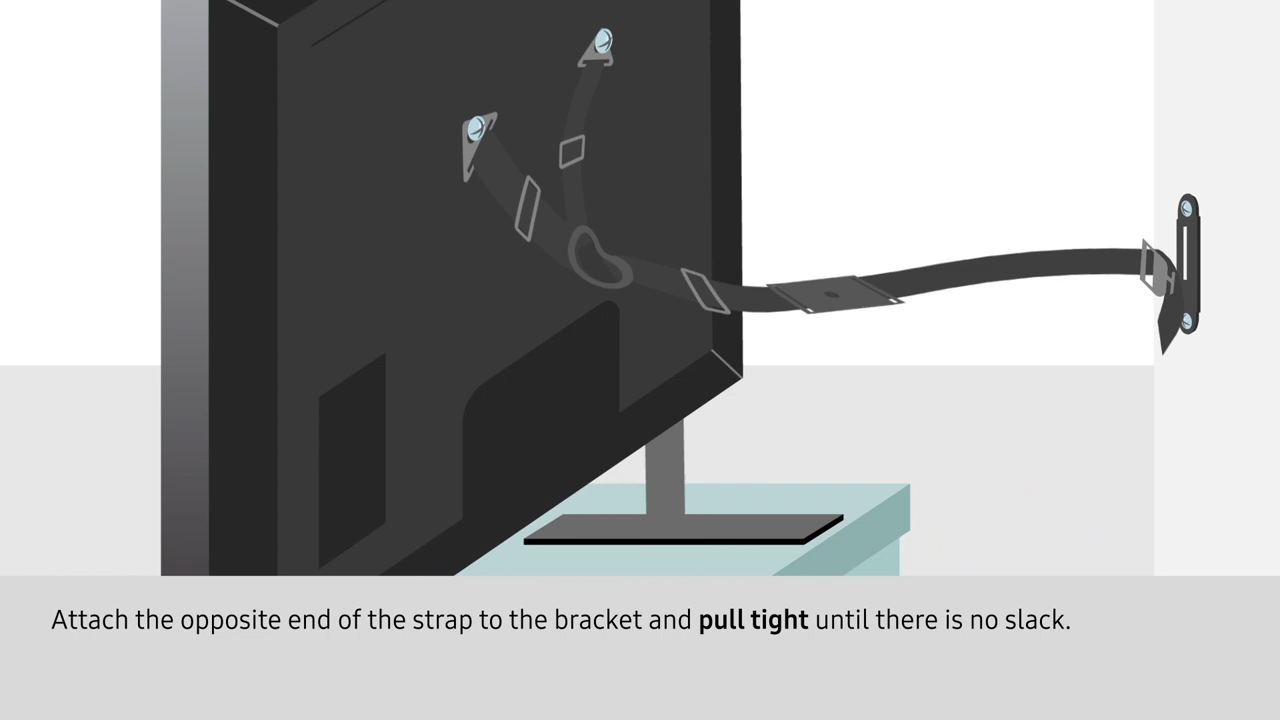 Attach the opposite end of the strap to the bracket and pull tight until there is no slack.